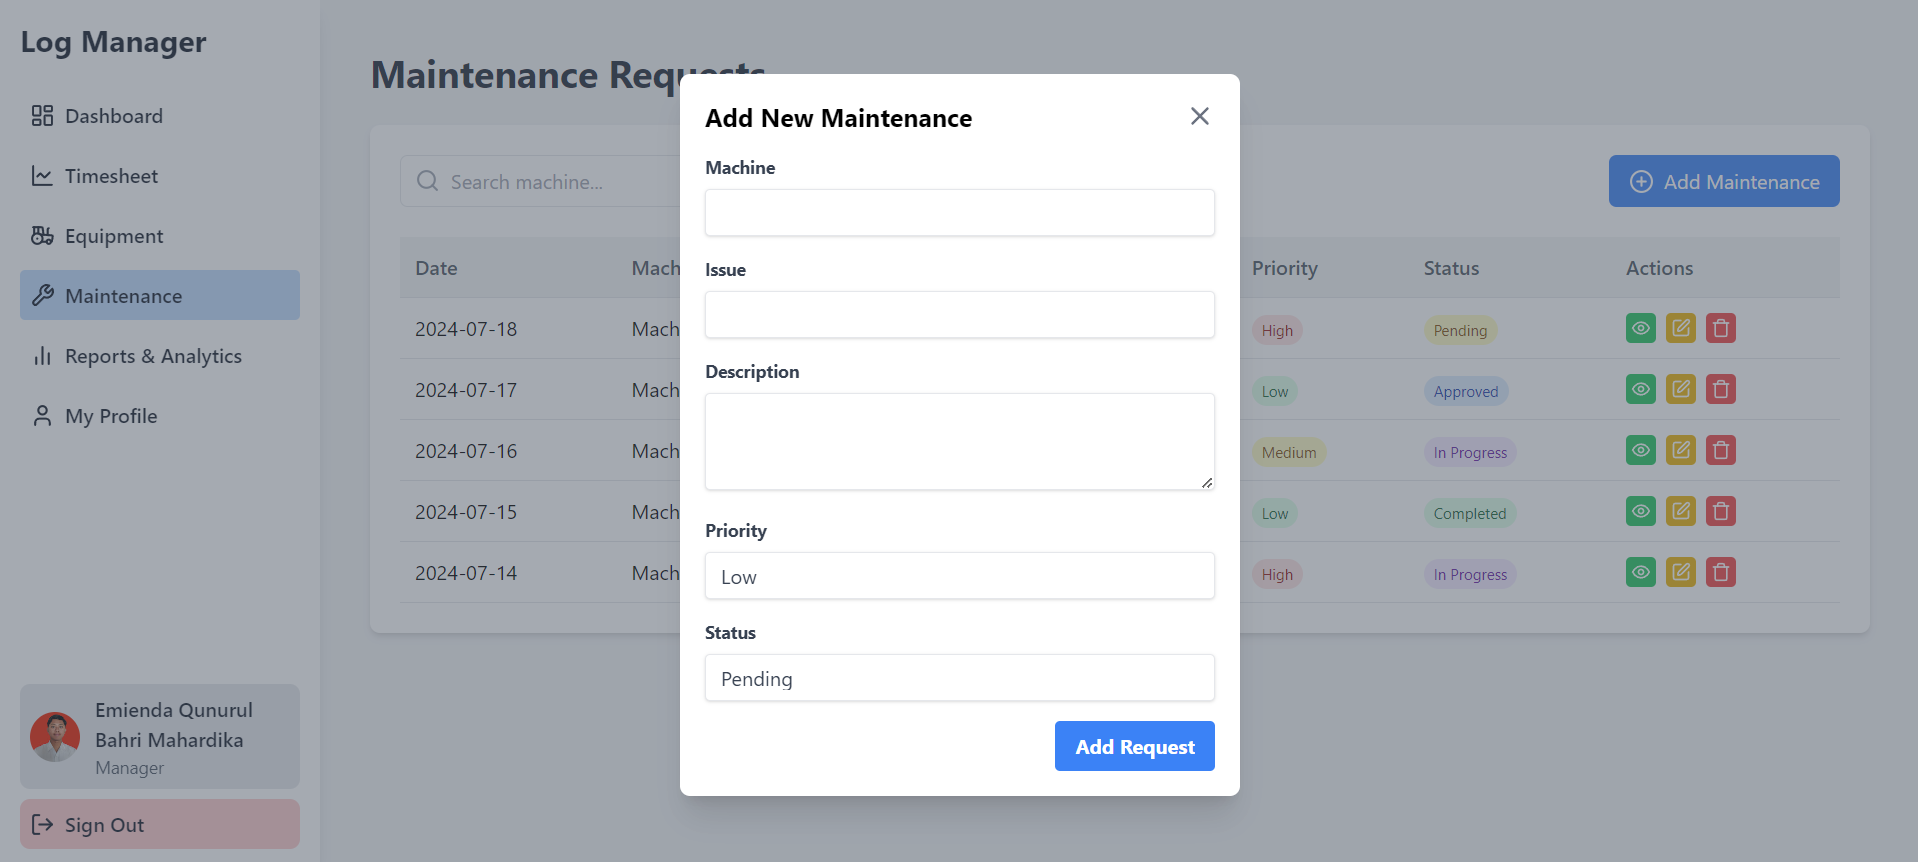 Log Manager
Dashboard
Timesheet
Equipment
Maintenance
Reports & Analytics
My Profile
Emienda Qunurul
Bahri Mahardika
Manager
Sign Out
Maintenance Requests
Search machine...
Add Maintenance
Date Mach Priority Status Actions
2024-07-18 Mach High Pending
2024-07-17 Mach Low Approved
2024-07-16 Mach Medium In Progress
2024-07-15 Mach Low Completed
2024-07-14 Mach High In Progress
Add New Maintenance
Machine
Issue
Description
Priority
Low
Status
Pending
Add Request